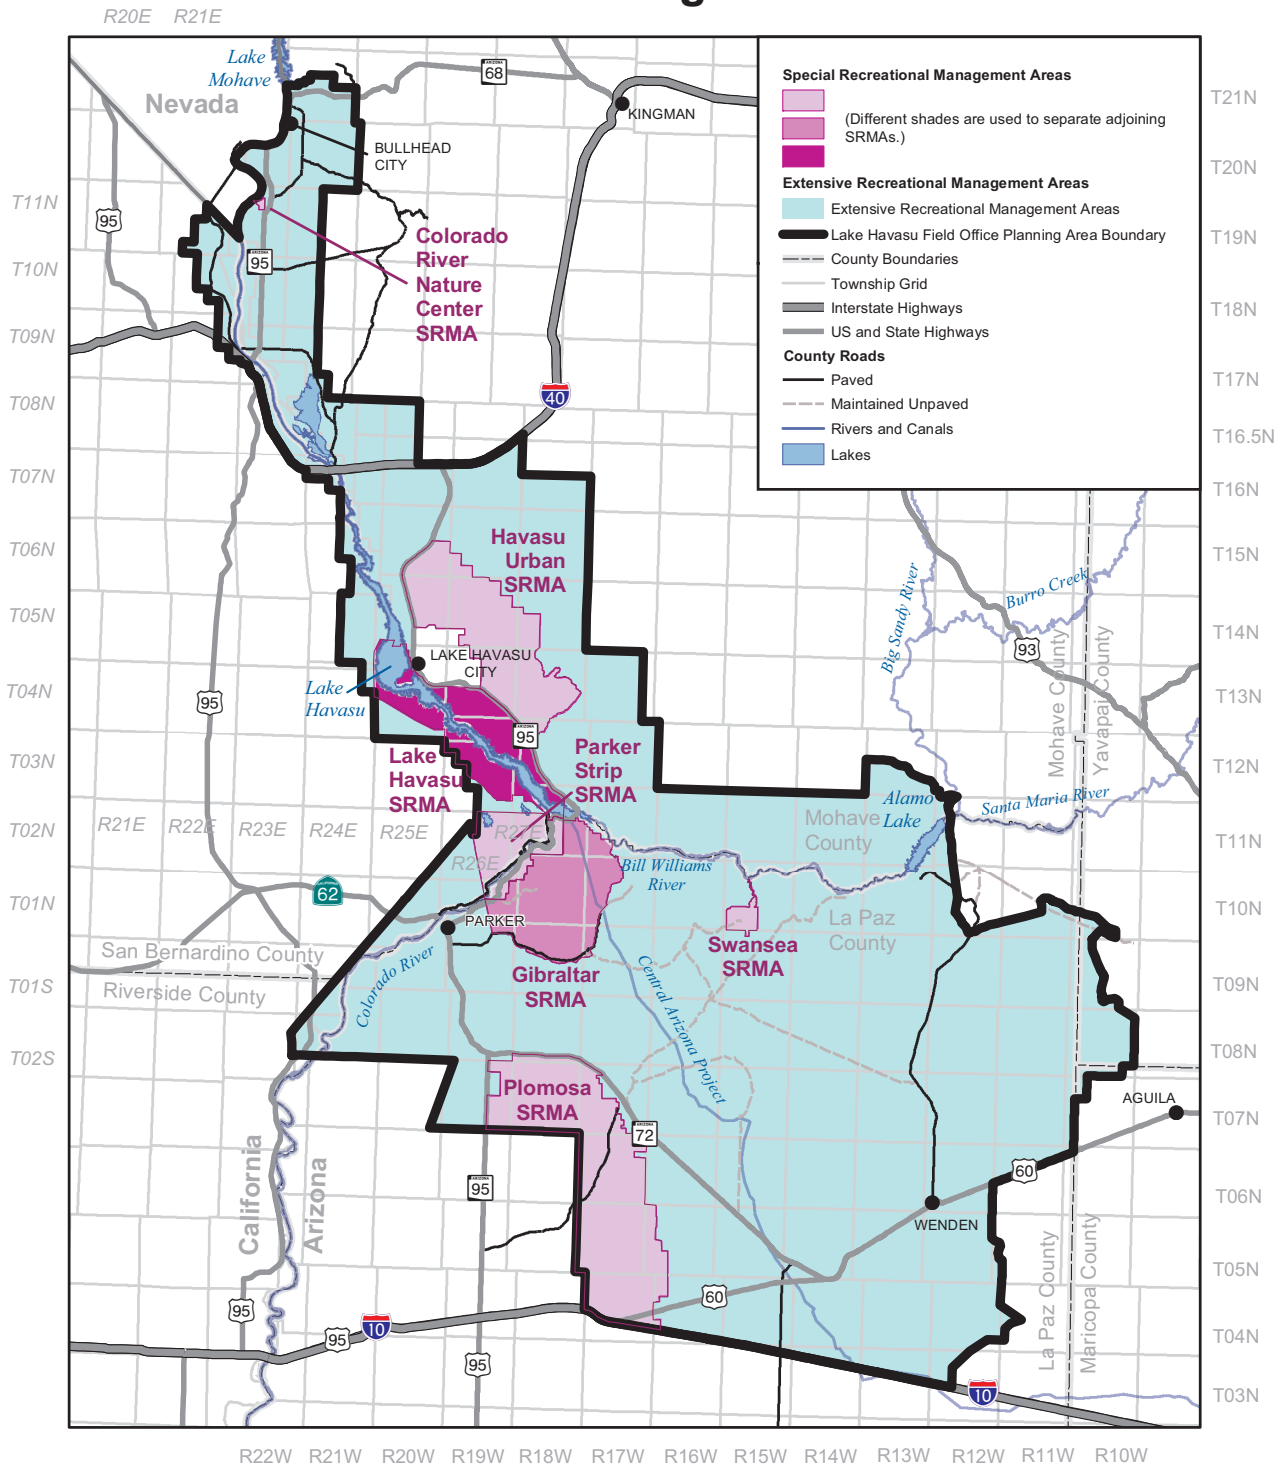 g
R20E R21E
Lake
Mohave
Nevada
ARIZONA
68
KINGMAN
BULLHEAD
CITY
95
ARIZONA
95
Colorado
River
Nature
Center
SRMA
40
Special Recreational Management Areas
(Different shades are used to separate adjoining
SRMAs.)
Extensive Recreational Management Areas
Extensive Recreational Management Areas
Lake Havasu Field Office Planning Area Boundary
County Boundaries
Township Grid
Interstate Highways
US and State Highways
County Roads
Paved
Maintained Unpaved
Rivers and Canals
Lakes
T11N
T10N
T09N
T08N
T07N
T06N
T05N
T04N
T03N
T02N
T01N
T01S
T02S
T21N
T20N
T19N
T18N
T17N
T16.5N
T16N
T15N
T14N
T13N
T12N
T11N
T10N
T09N
T08N
T07N
T06N
T05N
T04N
T03N
Havasu
Urban
SRMA
LAKE HAVASU
CITY
Lake
Havasu
95
ARIZONA
95
Parker
Strip
SRMA
Lake
Havasu
SRMA
R21E R22E R23E R24E R25E R27E
R26E
Big Sandy River
Burro Creek
93
Mohave County
Yavapai County
Alamo
Lake
Santa Maria River
Mohave
County
Bill Williams
River
La Paz
County
CALIFORNIA
62
PARKER
San Bernardino County
Riverside County
Colorado River
Gibraltar
SRMA
Swansea
SRMA
Central Arizona Project
Plomosa
SRMA
ARIZONA
72
AGUILA
60
WENDEN
California
Arizona
ARIZONA
95
60
La Paz County
Maricopa County
95
10
95
95
10
R22W R21W R20W R19W R18W R17W R16W R15W R14W R13W R12W R11W R10W